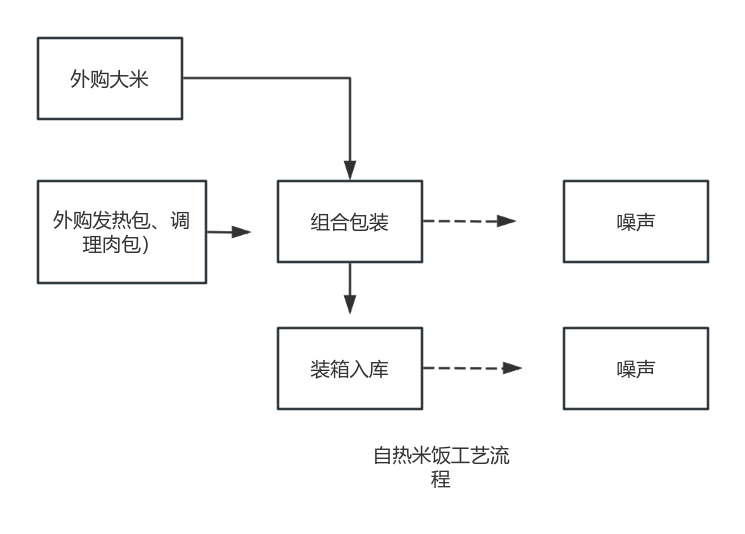 外购大米
外购发热包、调
理肉包）
组合包装
噪声
装箱入库
噪声
自热米饭工艺流
程